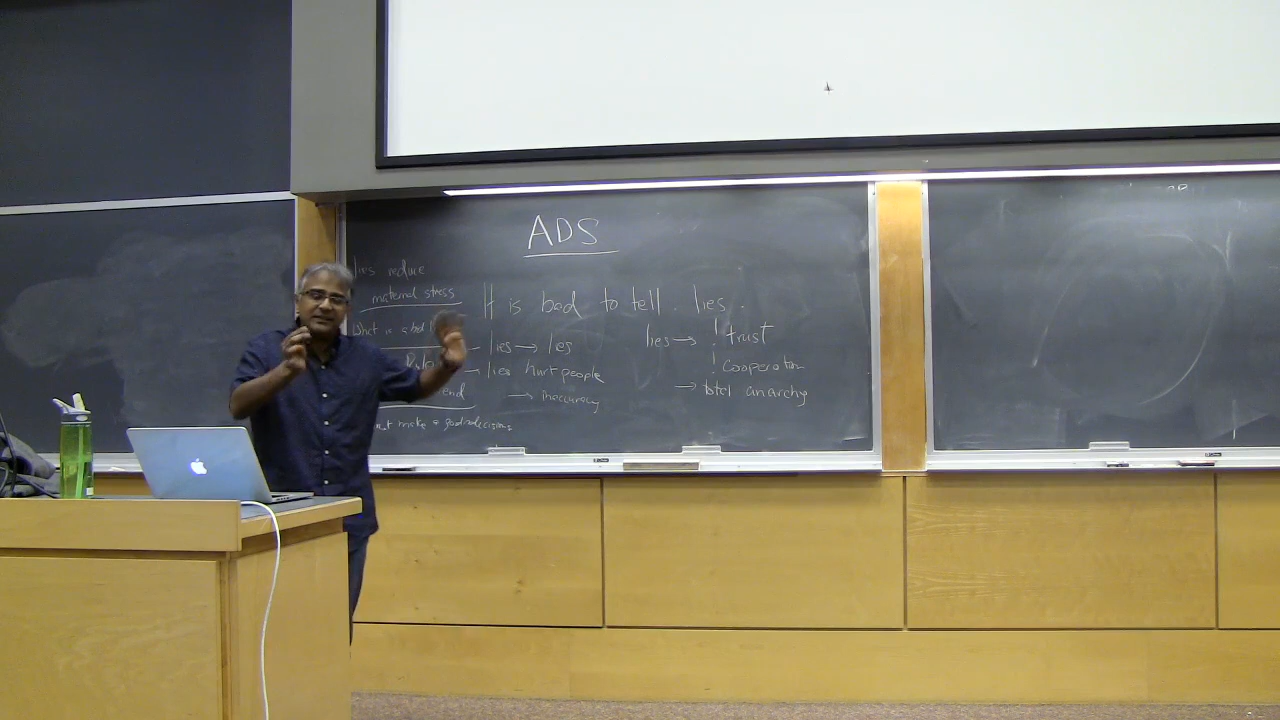 ADS
lies reduce
maternal stress
It is bad to tell lies.
What is a
lies → lies
lies hurt people
→ inaccuracy
not make good decisions
lies → ! trust
! cooperation
→ total anarchy